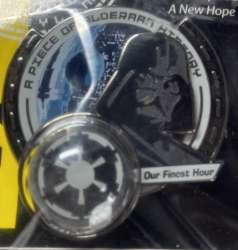 A New Hope
A PIECE OF ALDERAAN HISTORY
Our Finest Hour